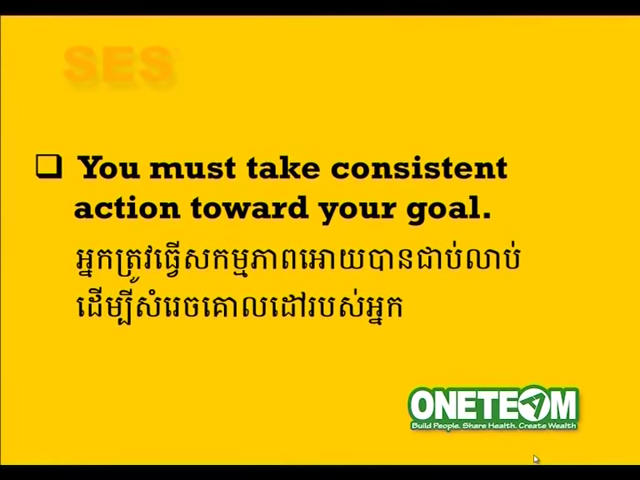 SES
❑ You must take consistent
action toward your goal.
អ្នកត្រូវធ្វើសកម្មភាពអោយបានជាប់លាប់
ដើម្បីសំរេចគោលដៅរបស់អ្នក
ONETEAM
Build People. Share Health. Create Wealth